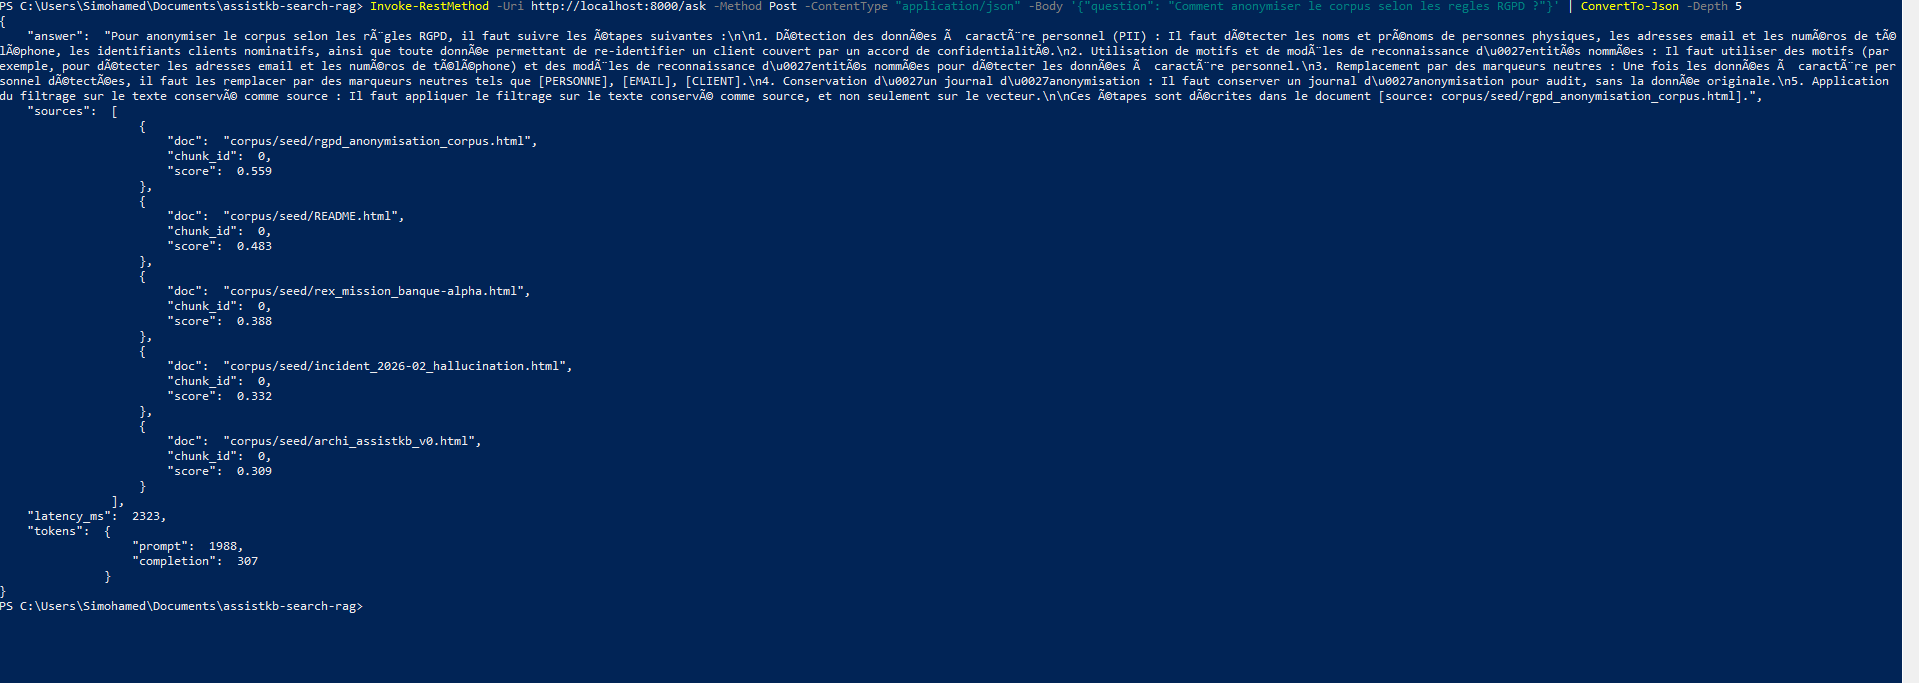 PS C:\Users\Simohamed\Documents\assistkb-search-rag> Invoke-RestMethod -Uri http://localhost:8000/ask -Method Post -ContentType "application/json" -Body '{"question": "Comment anonymiser le corpus selon les regles RGPD ?"}' | ConvertTo-Json -Depth 5
{
    "answer":  "Pour anonymiser le corpus selon les rÃ¨gles RGPD, il faut suivre les Ã©tapes suivantes :\n\n1. DÃ©tection des donnÃ©es Ã  caractÃ¨re personnel (PII) : Il faut dÃ©tecter les noms et prÃ©noms de personnes physiques, les adresses email et les numÃ©ros de tÃ©
lÃ©phone, les identifiants clients nominatifs, ainsi que toute donnÃ©e permettant de re-identifier un client couvert par un accord de confidentialitÃ©.\n2. Utilisation de motifs et de modÃ¨les de reconnaissance d\u0027entitÃ©s nommÃ©es : Il faut utiliser des motifs (par
exemple, pour dÃ©tecter les adresses email et les numÃ©ros de tÃ©lÃ©phone) et des modÃ¨les de reconnaissance d\u0027entitÃ©s nommÃ©es pour dÃ©tecter les donnÃ©es Ã  caractÃ¨re personnel.\n3. Remplacement par des marqueurs neutres : Une fois les donnÃ©es Ã  caractÃ¨re per
sonnel dÃ©tectÃ©es, il faut les remplacer par des marqueurs neutres tels que [PERSONNE], [EMAIL], [CLIENT].\n4. Conservation d\u0027un journal d\u0027anonymisation : Il faut conserver un journal d\u0027anonymisation pour audit, sans la donnÃ©e originale.\n5. Application
du filtrage sur le texte conservÃ© comme source : Il faut appliquer le filtrage sur le texte conservÃ© comme source, et non seulement sur le vecteur.\n\nCes Ã©tapes sont dÃ©crites dans le document [source: corpus/seed/rgpd_anonymisation_corpus.html].",
    "sources":  [
                    {
                        "doc":  "corpus/seed/rgpd_anonymisation_corpus.html",
                        "chunk_id":  0,
                        "score":  0.559
                    },
                    {
                        "doc":  "corpus/seed/README.html",
                        "chunk_id":  0,
                        "score":  0.483
                    },
                    {
                        "doc":  "corpus/seed/rex_mission_banque-alpha.html",
                        "chunk_id":  0,
                        "score":  0.388
                    },
                    {
                        "doc":  "corpus/seed/incident_2026-02_hallucination.html",
                        "chunk_id":  0,
                        "score":  0.332
                    },
                    {
                        "doc":  "corpus/seed/archi_assistkb_v0.html",
                        "chunk_id":  0,
                        "score":  0.309
                    }
                ],
    "latency_ms":  2323,
    "tokens":  {
                   "prompt":  1988,
                   "completion":  307
               }
}
PS C:\Users\Simohamed\Documents\assistkb-search-rag>